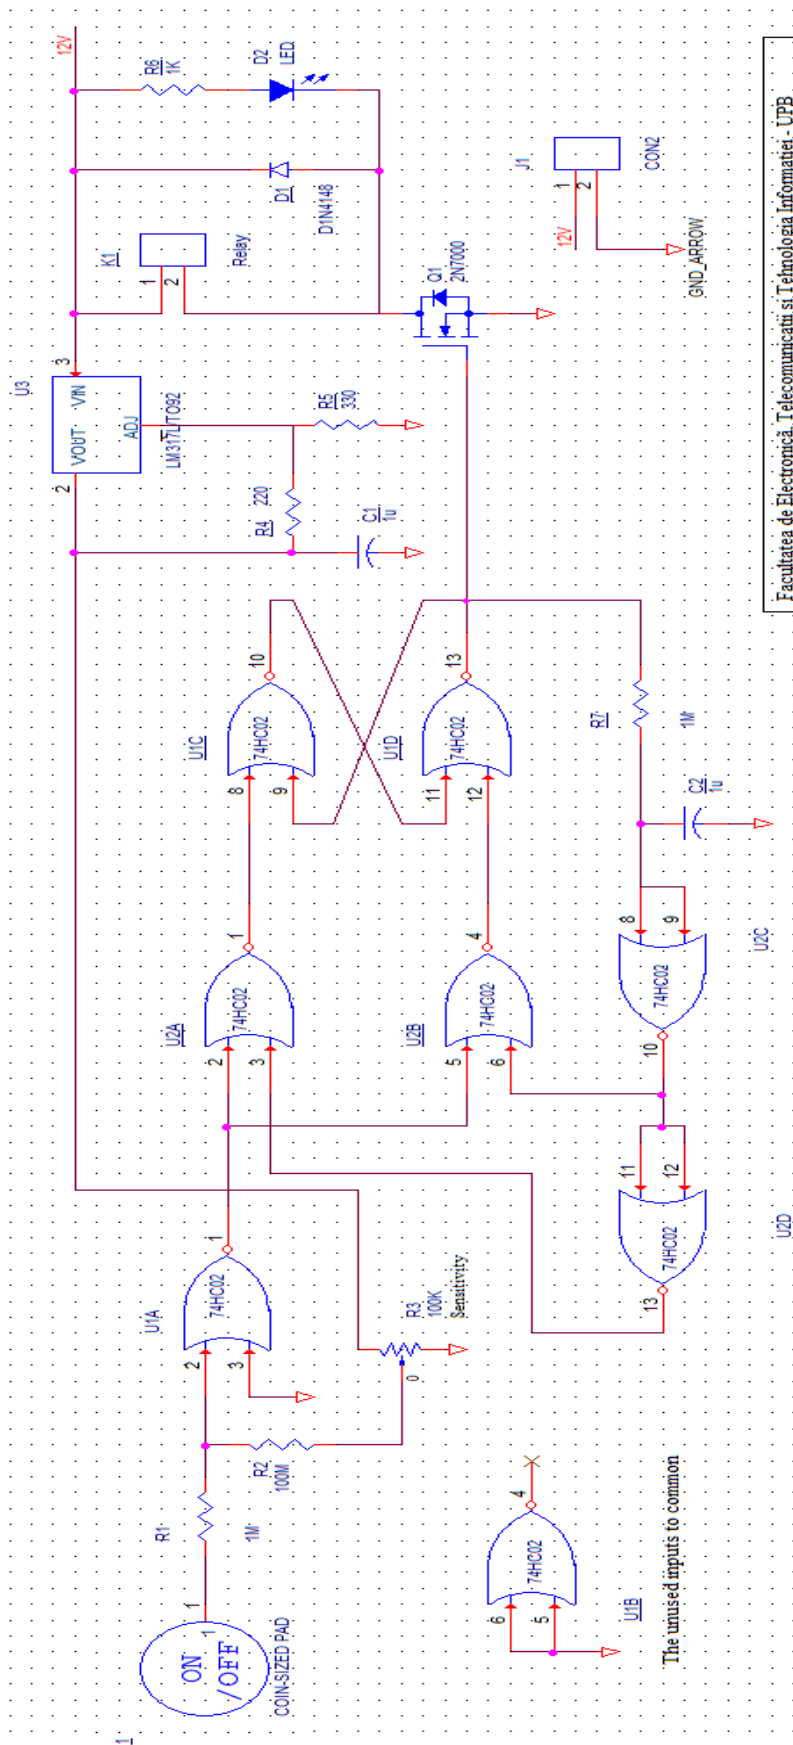 12V
R6
1K
D2
LED
D1
D1N4148
K1
1
2
Relay
J1
1
2
CON2
12V
GND_ARROW
Q1
2N7000
U3
3
VOUT VIN
ADJ
2
LM317L/TO92
R5
330
220
R4
C1
1u
U1C
10
74HC02
8
9
U1D
13
74HC02
11
12
R7
1M
C2
1u
U2A
1
74HC02
2
3
U2B
4
74HC02
5
6
U2C
8
9
74HC02
10
U2D
11
12
74HC02
13
U1A
1
74HC02
2
3
R3
100K
Sensitivity
0
R2
100M
R1
1M
1
1
ON
/OFF
COIN-SIZED PAD
1
4
74HC02
6
5
U1B
The unused inputs to common
Facultatea de Electronică, Telecomunicatii si Tehnologia Informatiei - UPB